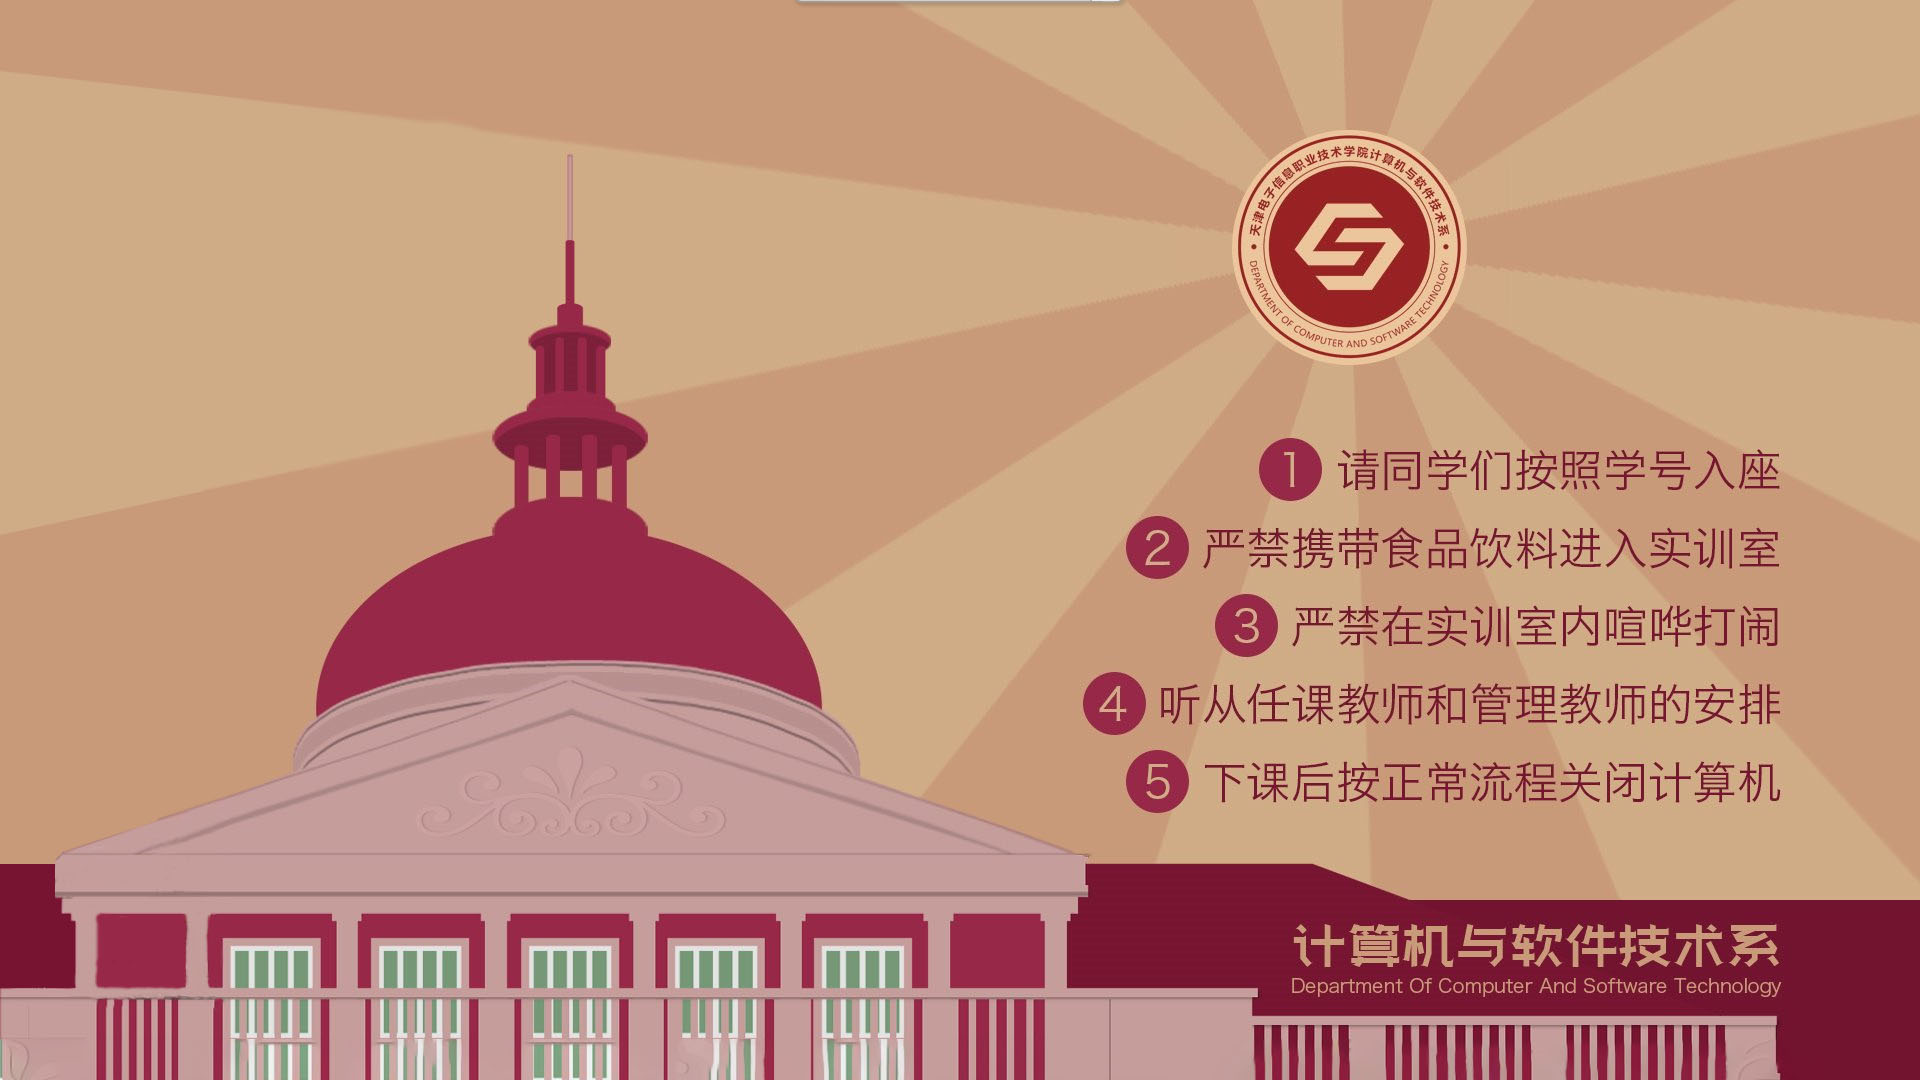 天津电子信息职业技术学院计算机与软件技术系
DEPARTMENT OF COMPUTER AND SOFTWARE TECHNOLOGY
1 请同学们按照学号入座
2 严禁携带食品饮料进入实训室
3 严禁在实训室内喧哗打闹
4 听从任课教师和管理教师的安排
5 下课后按正常流程关闭计算机
计算机与软件技术系
Department Of Computer And Software Technology